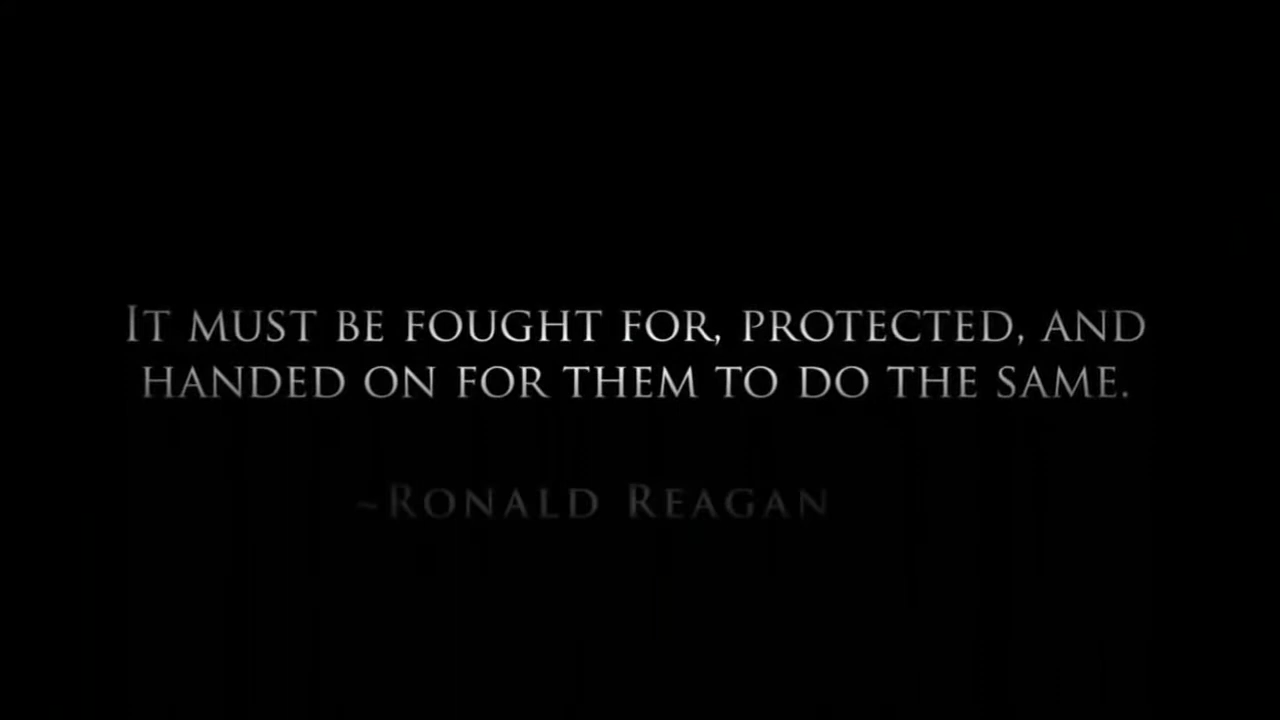 It must be fought for, protected, and
handed on for them to do the same.
~Ronald Reagan